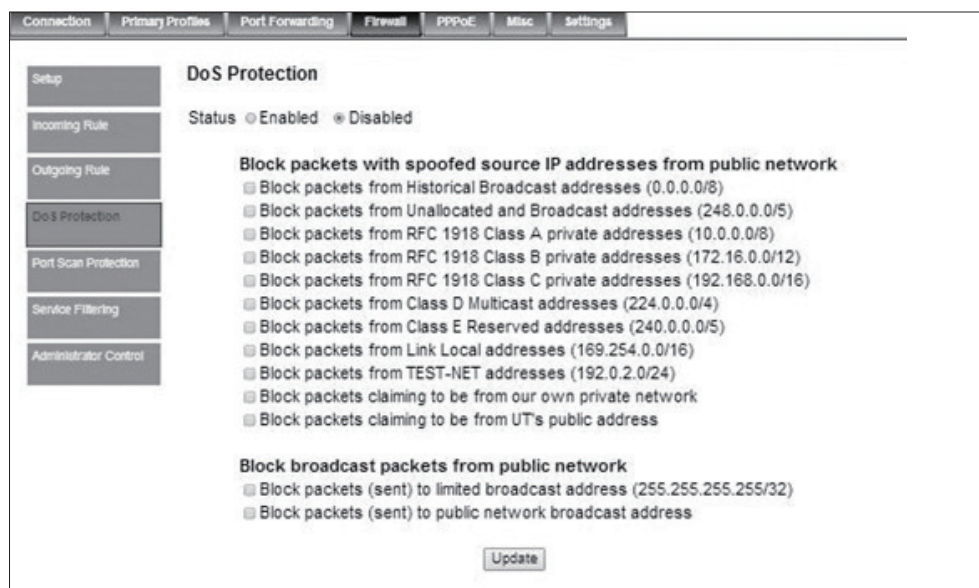 Connection Primary Profiles Port Forwarding Firewall PPPoE Misc Settings
Setup
Incoming Rule
Outgoing Rule
DoS Protection
Port Scan Protection
Service Filtering
Administrator Control
DoS Protection
Status Enabled Disabled
Block packets with spoofed source IP addresses from public network
Block packets from Historical Broadcast addresses (0.0.0.0/8)
Block packets from Unallocated and Broadcast addresses (248.0.0.0/5)
Block packets from RFC 1918 Class A private addresses (10.0.0.0/8)
Block packets from RFC 1918 Class B private addresses (172.16.0.0/12)
Block packets from RFC 1918 Class C private addresses (192.168.0.0/16)
Block packets from Class D Multicast addresses (224.0.0.0/4)
Block packets from Class E Reserved addresses (240.0.0.0/5)
Block packets from Link Local addresses (169.254.0.0/16)
Block packets from TEST-NET addresses (192.0.2.0/24)
Block packets claiming to be from our own private network
Block packets claiming to be from UT's public address
Block broadcast packets from public network
Block packets (sent) to limited broadcast address (255.255.255.255/32)
Block packets (sent) to public network broadcast address
Update